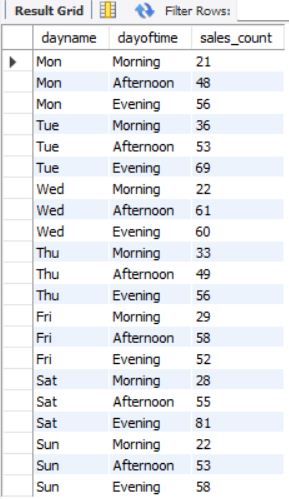 Result Grid Filter Rows:
dayname dayoftime sales_count
Mon Morning 21
Mon Afternoon 48
Mon Evening 56
Tue Morning 36
Tue Afternoon 53
Tue Evening 69
Wed Morning 22
Wed Afternoon 61
Wed Evening 60
Thu Morning 33
Thu Afternoon 49
Thu Evening 56
Fri Morning 29
Fri Afternoon 58
Fri Evening 52
Sat Morning 28
Sat Afternoon 55
Sat Evening 81
Sun Morning 22
Sun Afternoon 53
Sun Evening 58